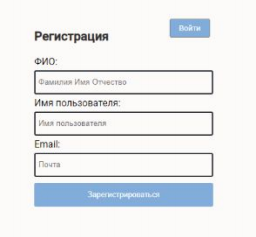 Войти
Регистрация
ФИО:
Фамилия Имя Отчество
Имя пользователя:
Имя пользователя
Email:
Почта
Зарегистрироваться